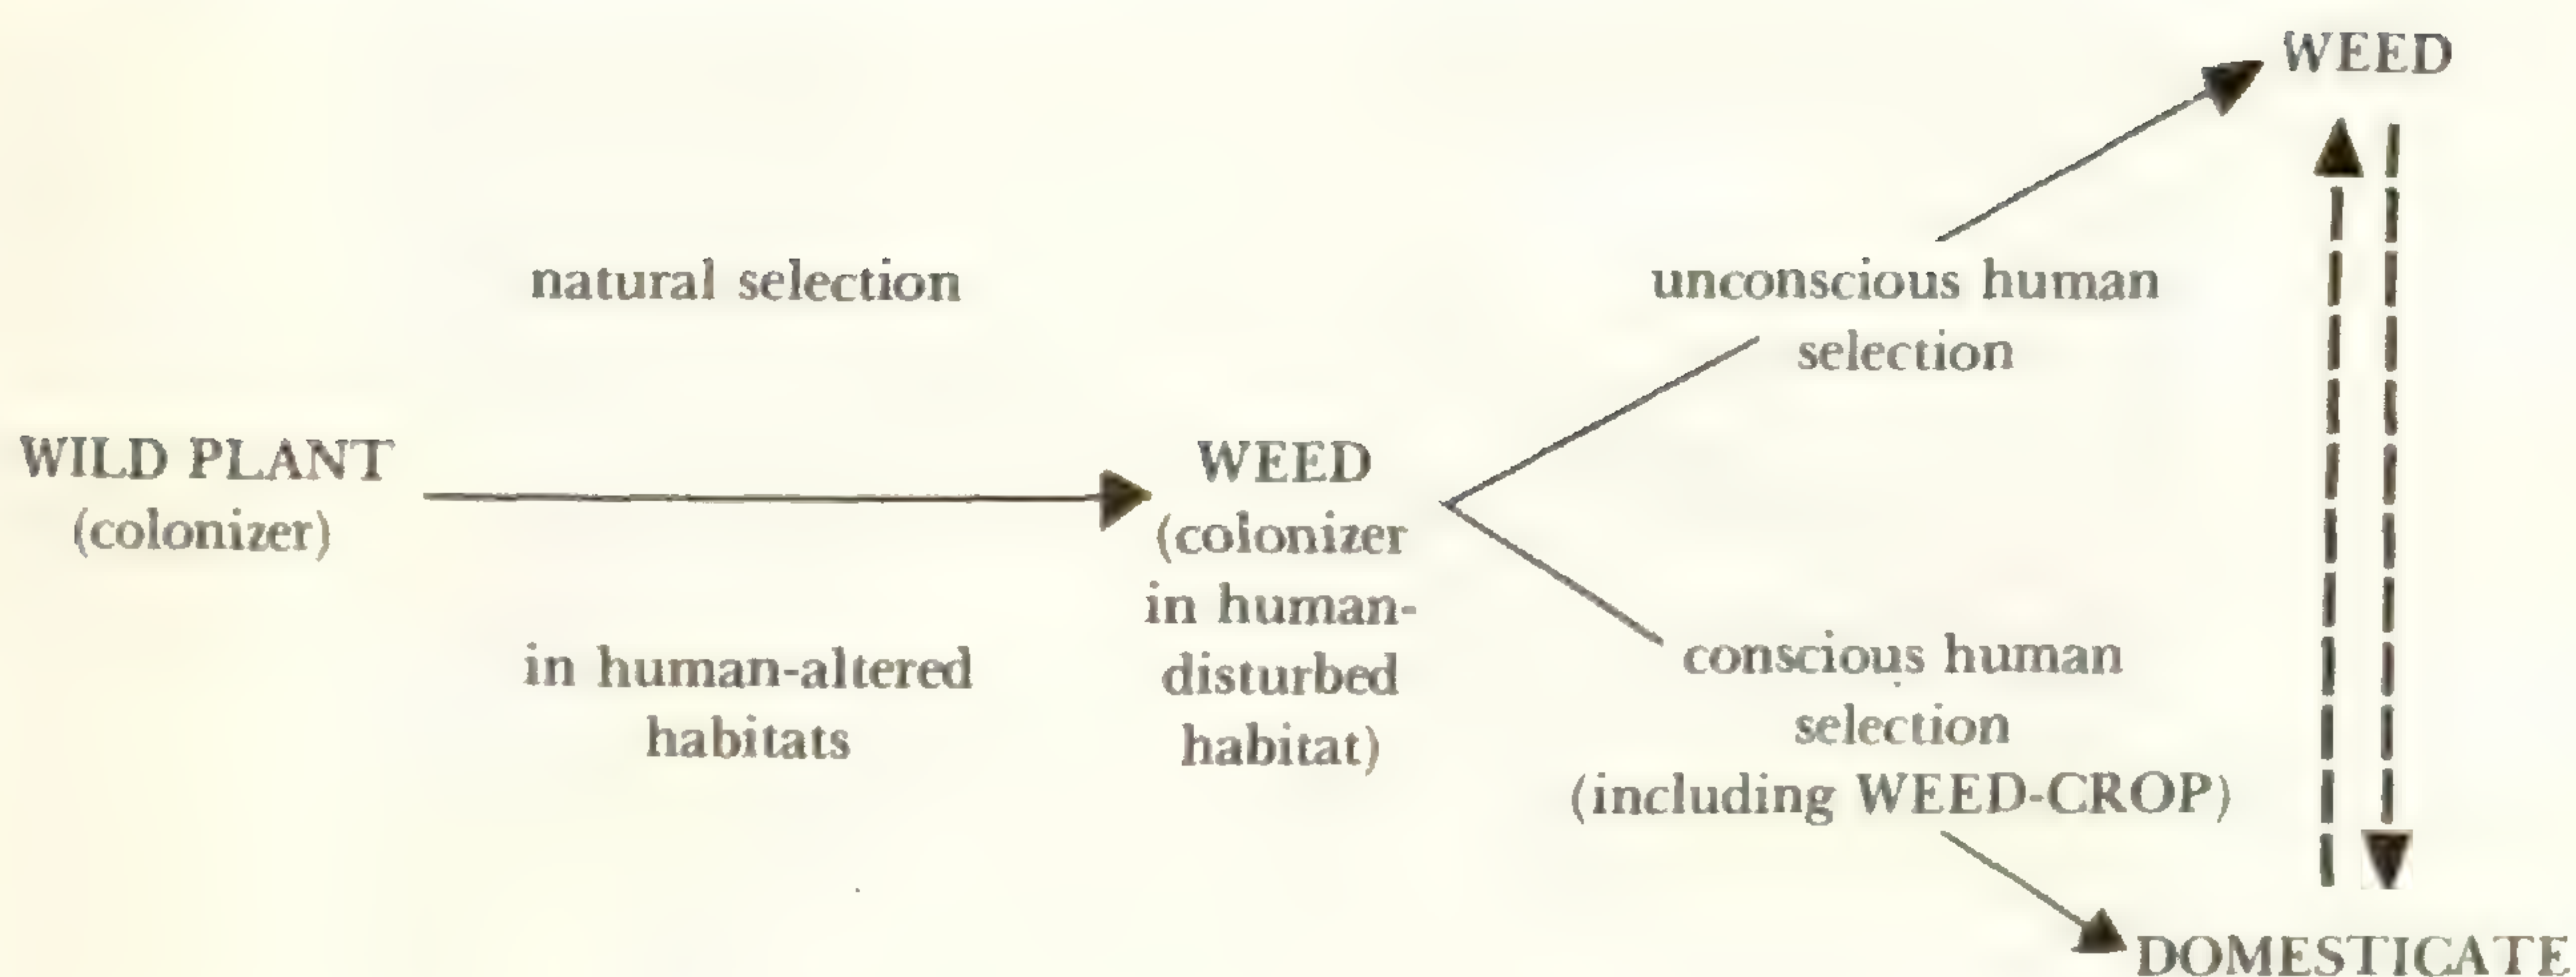 WEED
natural selection
unconscious human
selection
WILD PLANT
(colonizer)
WEED
(colonizer
in human-
disturbed
habitat)
in human-altered
habitats
conscious human
selection
(including WEED-CROP)
DOMESTICATE